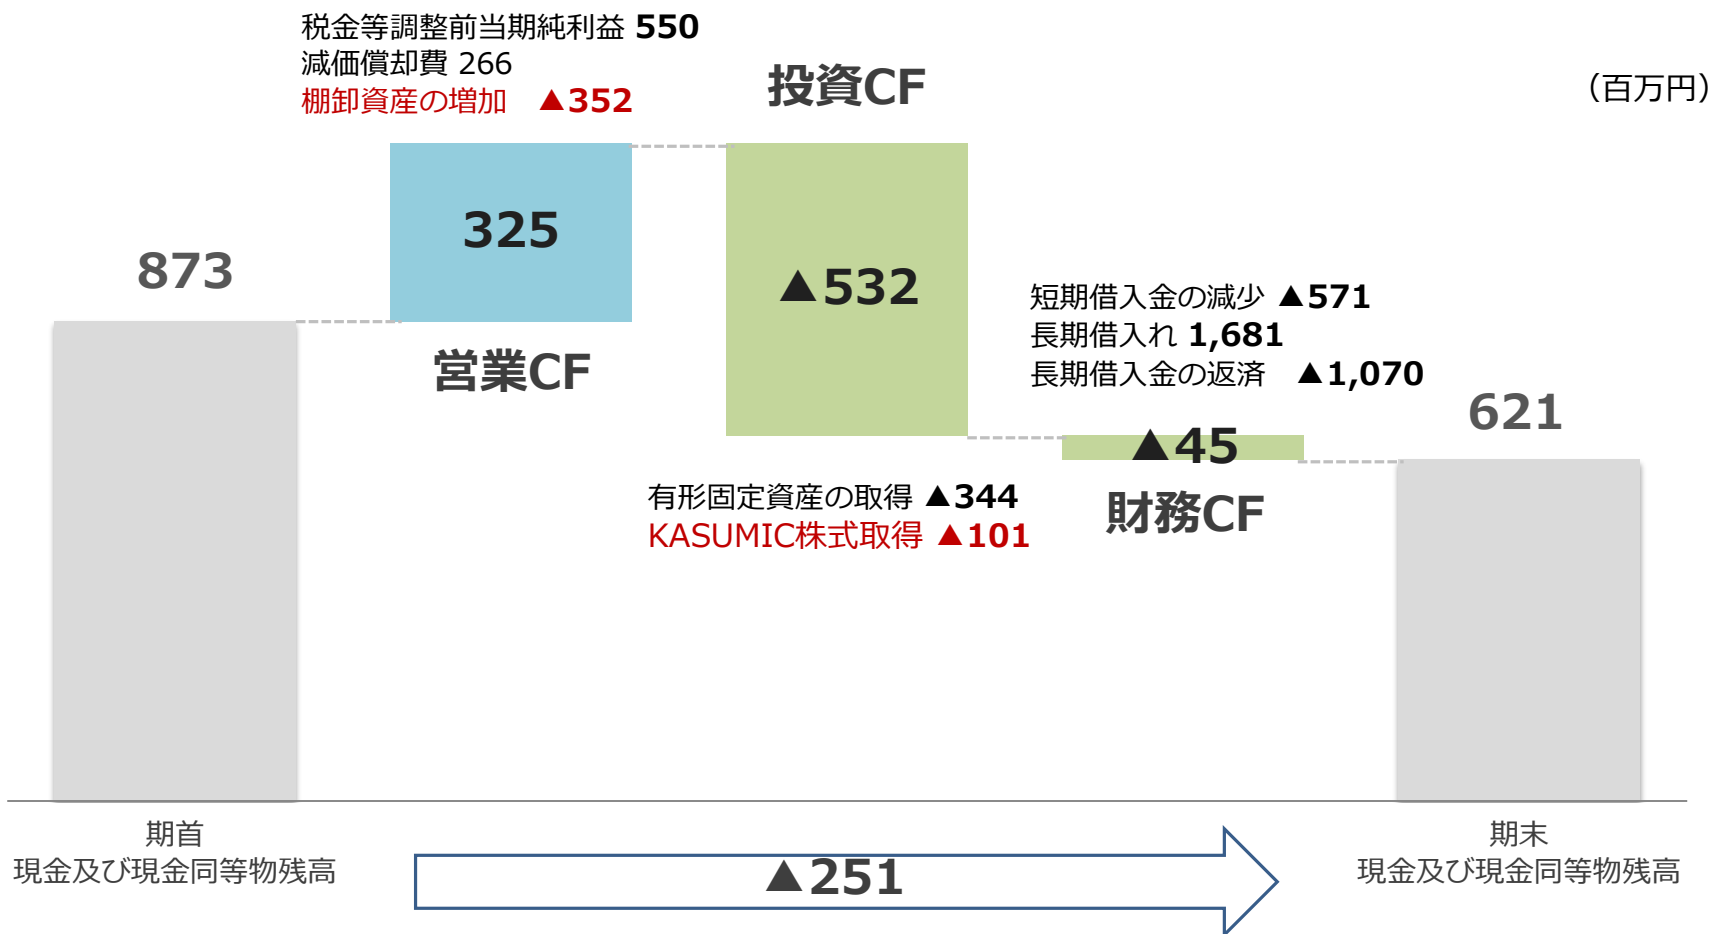 税金等調整前当期純利益 550
減価償却費 266
棚卸資産の増加 ▲352
投資CF
（百万円）
325
873
▲532
営業CF
短期借入金の減少 ▲571
長期借入れ 1,681
長期借入金の返済 ▲1,070
621
▲45
財務CF
有形固定資産の取得 ▲344
KASUMIC株式取得 ▲101
期首
現金及び現金同等物残高
▲251
期末
現金及び現金同等物残高